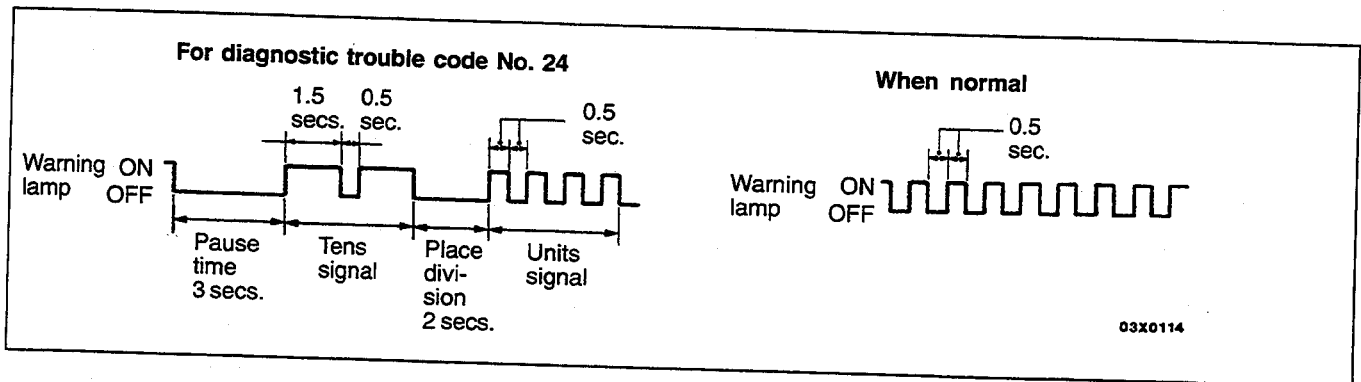 For diagnostic trouble code No. 24
1.5 secs.
0.5 sec.
0.5 sec.
Warning lamp
ON
OFF
Pause time 3 secs.
Tens signal
Place divi-sion 2 secs.
Units signal
When normal
0.5 sec.
Warning lamp
ON
OFF
03X0114